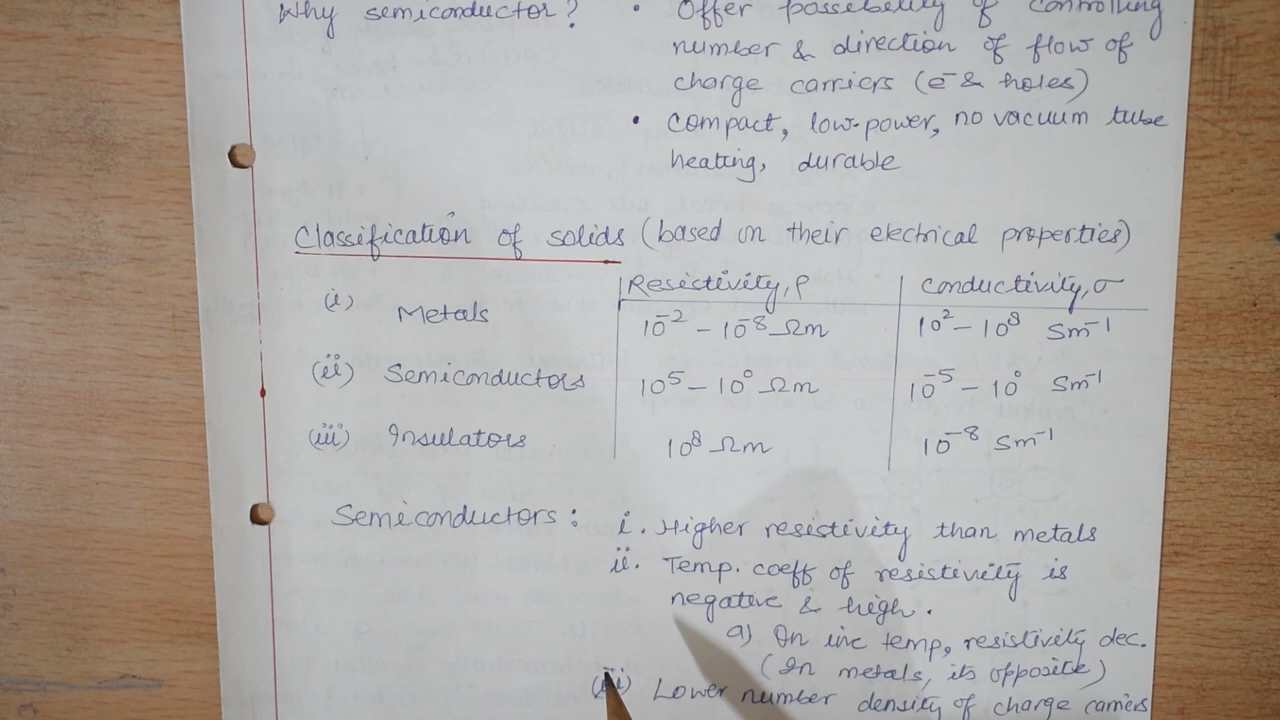 Why semiconductor? • Offer possebility of controlling
number & direction of flow of
charge carriers (e⁻ & holes)
• compact, low-power, no vacuum tube
heating, durable
Classification of solids (based on their electrical properties)
Resistivity, ρ Conductivity, σ
(i) Metals 10⁻² – 10⁻⁸ Ωm 10² – 10⁸ Sm⁻¹
(ii) Semiconductors 10⁵ – 10⁰ Ωm 10⁻⁵ – 10⁰ Sm⁻¹
(iii) Insulators 10⁸ Ωm 10⁻⁸ Sm⁻¹
Semiconductors : i. Higher resistivity than metals
ii. Temp. coeff of resistivity is
negative & high.
a) On inc temp, resistivity dec.
(In metals, its opposite)
(iii) Lower number density of charge carriers